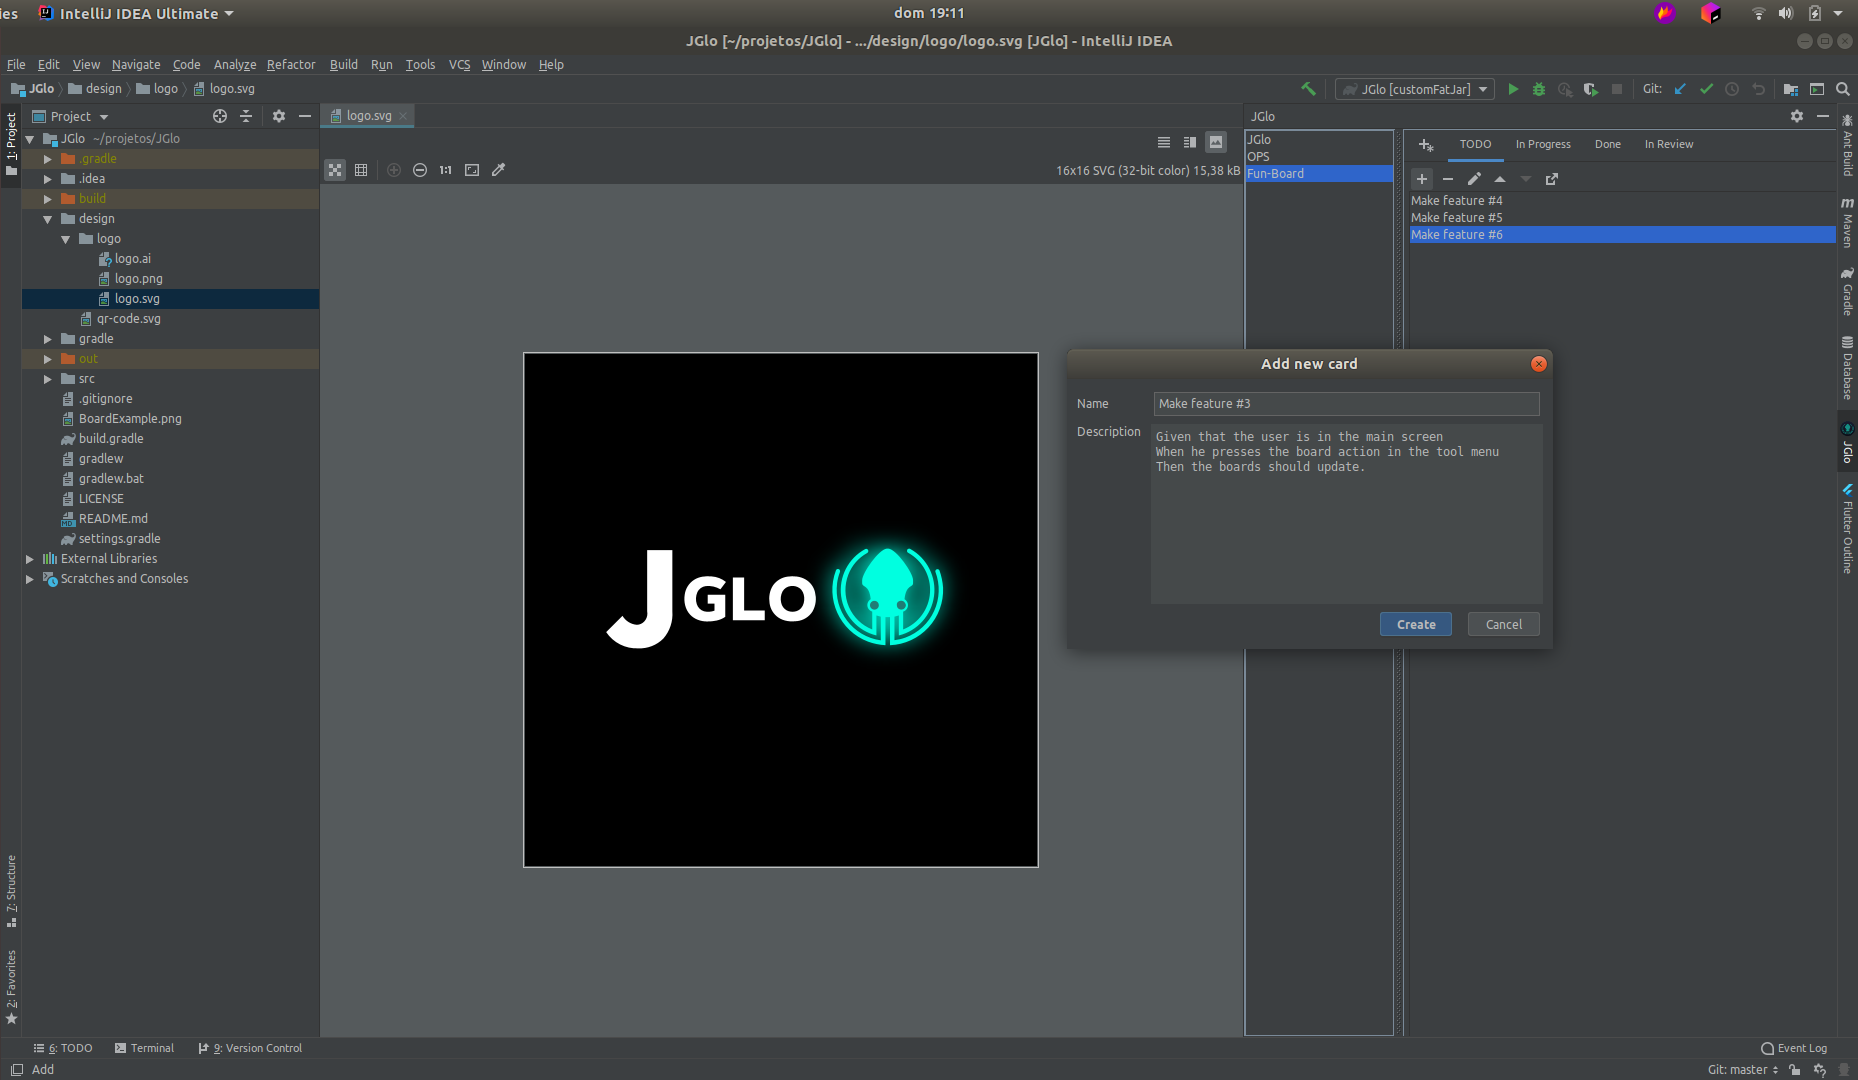 ies IntelliJ IDEA Ultimate
dom 19:11
JGlo [~/projetos/JGlo] - .../design/logo/logo.svg [JGlo] - IntelliJ IDEA
File Edit View Navigate Code Analyze Refactor Build Run Tools VCS Window Help
JGlo design logo logo.svg
JGlo [customFatJar]
Git:
1: Project
7: Structure
2: Favorites
Project
JGlo ~/projetos/JGlo
.gradle
.idea
build
design
logo
logo.ai
logo.png
logo.svg
qr-code.svg
gradle
out
src
.gitignore
BoardExample.png
build.gradle
gradlew
gradlew.bat
LICENSE
README.md
settings.gradle
External Libraries
Scratches and Consoles
logo.svg
1:1
16x16 SVG (32-bit color) 15,38 kB
JGLO
JGlo
JGlo
OPS
Fun-Board
TODO In Progress Done In Review
Make feature #4
Make feature #5
Make feature #6
Add new card
Name Make feature #3
Description
Given that the user is in the main screen
When he presses the board action in the tool menu
Then the boards should update.
Create Cancel
Ant Build
Maven
Gradle
Database
JGlo
Flutter Outline
6: TODO Terminal 9: Version Control
Event Log
Add
Git: master